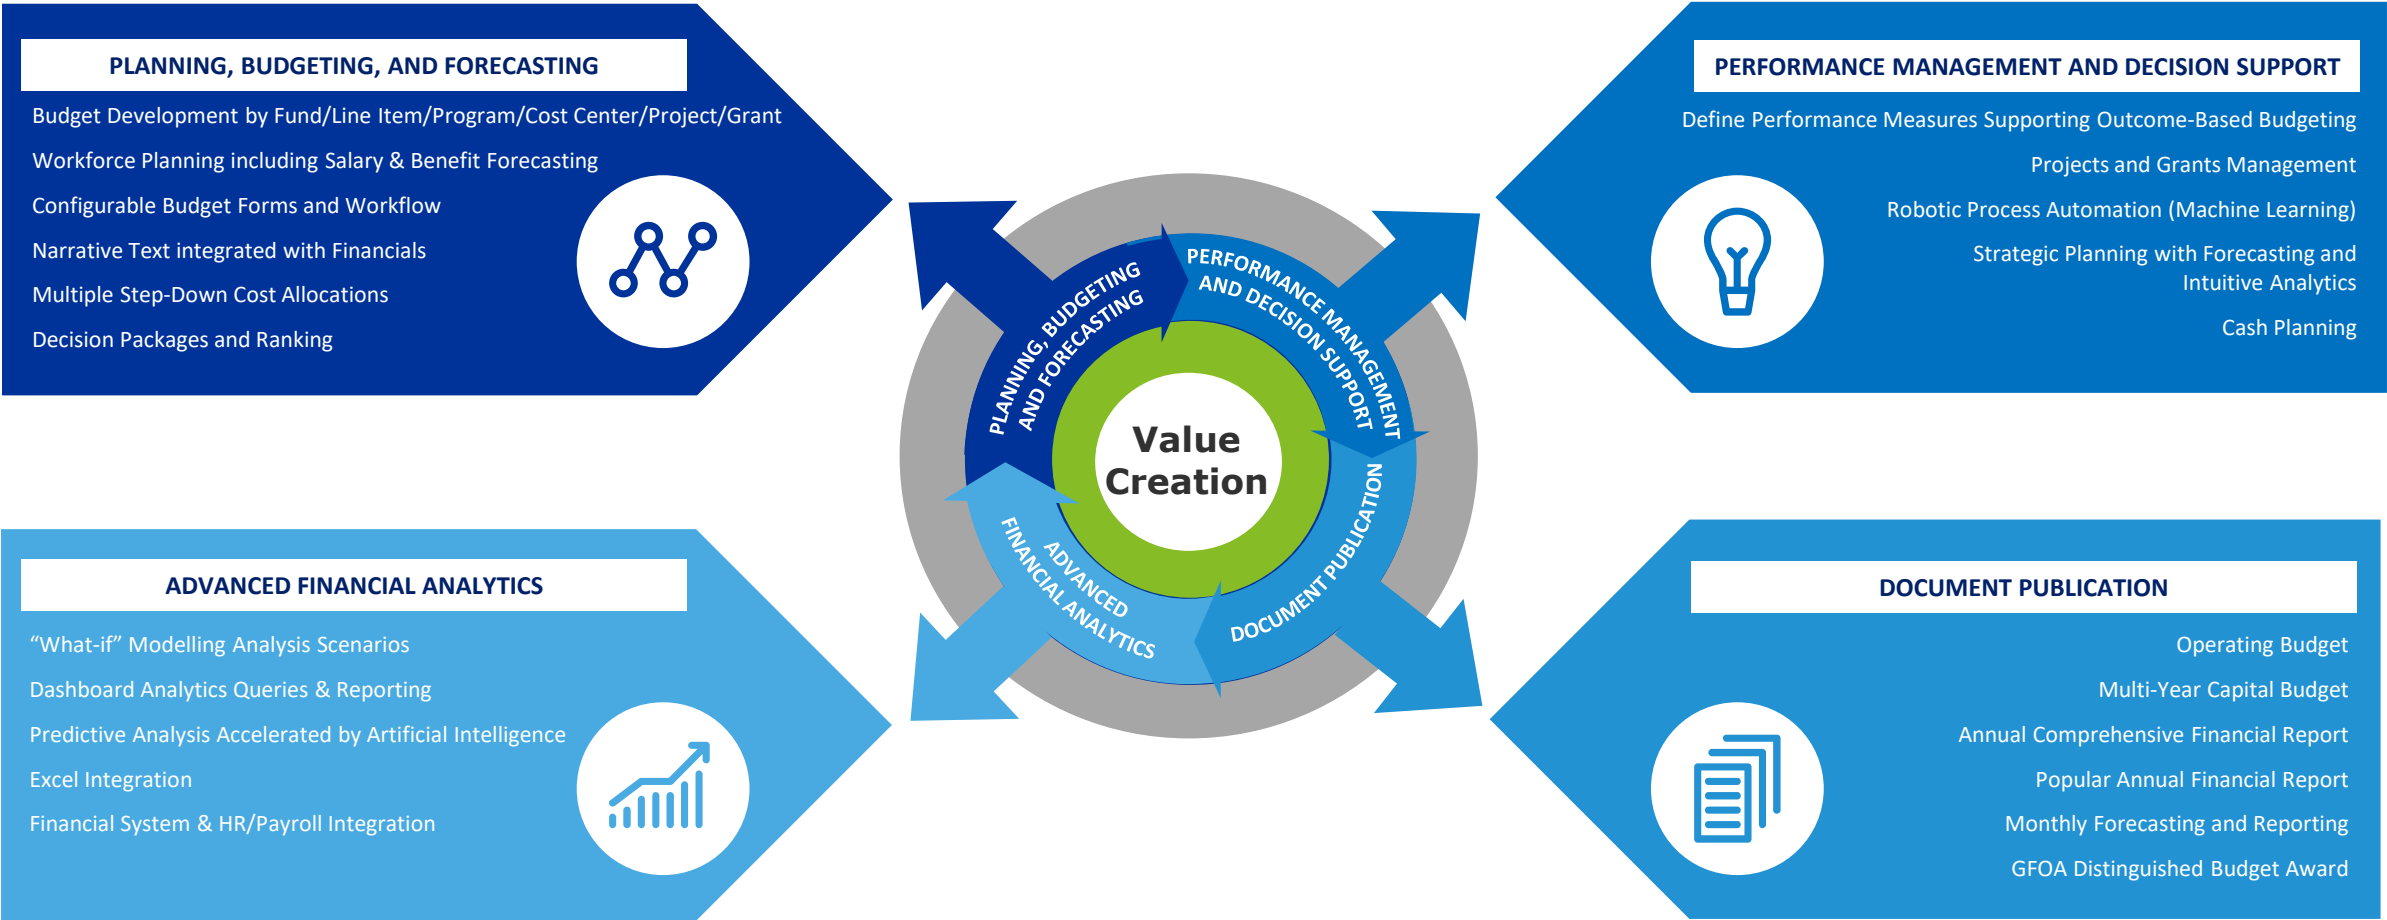 PLANNING, BUDGETING, AND FORECASTING
Budget Development by Fund/Line Item/Program/Cost Center/Project/Grant
Workforce Planning including Salary & Benefit Forecasting
Configurable Budget Forms and Workflow
Narrative Text integrated with Financials
Multiple Step-Down Cost Allocations
Decision Packages and Ranking
PERFORMANCE MANAGEMENT AND DECISION SUPPORT
Define Performance Measures Supporting Outcome-Based Budgeting
Projects and Grants Management
Robotic Process Automation (Machine Learning)
Strategic Planning with Forecasting and
Intuitive Analytics
Cash Planning
PLANNING, BUDGETING
AND FORECASTING
PERFORMANCE MANAGEMENT
AND DECISION SUPPORT
Value
Creation
ADVANCED
FINANCIAL ANALYTICS
DOCUMENT PUBLICATION
ADVANCED FINANCIAL ANALYTICS
“What-if” Modelling Analysis Scenarios
Dashboard Analytics Queries & Reporting
Predictive Analysis Accelerated by Artificial Intelligence
Excel Integration
Financial System & HR/Payroll Integration
DOCUMENT PUBLICATION
Operating Budget
Multi-Year Capital Budget
Annual Comprehensive Financial Report
Popular Annual Financial Report
Monthly Forecasting and Reporting
GFOA Distinguished Budget Award